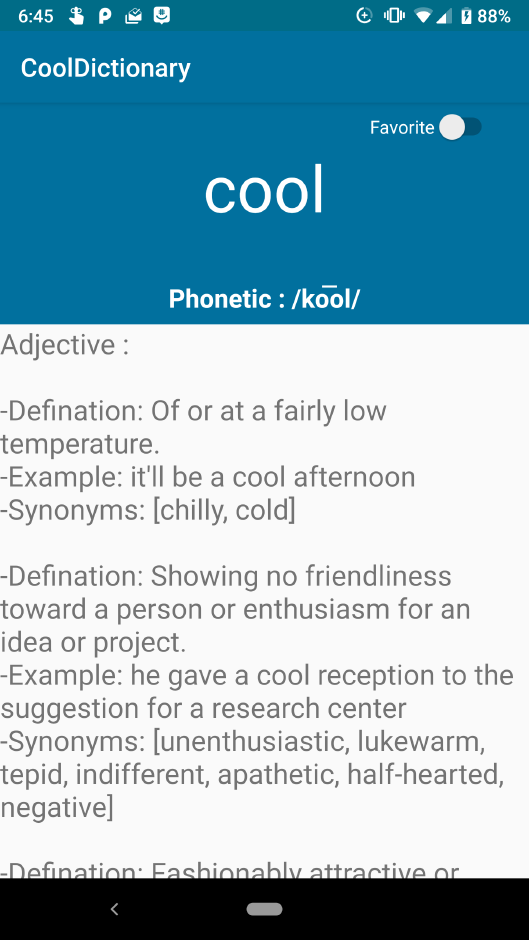 6:45
88%
CoolDictionary
Favorite
cool
Phonetic : /ko͞ol/
Adjective :
-Defination: Of or at a fairly low
temperature.
-Example: it'll be a cool afternoon
-Synonyms: [chilly, cold]
-Defination: Showing no friendliness
toward a person or enthusiasm for an
idea or project.
-Example: he gave a cool reception to the
suggestion for a research center
-Synonyms: [unenthusiastic, lukewarm,
tepid, indifferent, apathetic, half-hearted,
negative]
-Defination: Fashionably attractive or